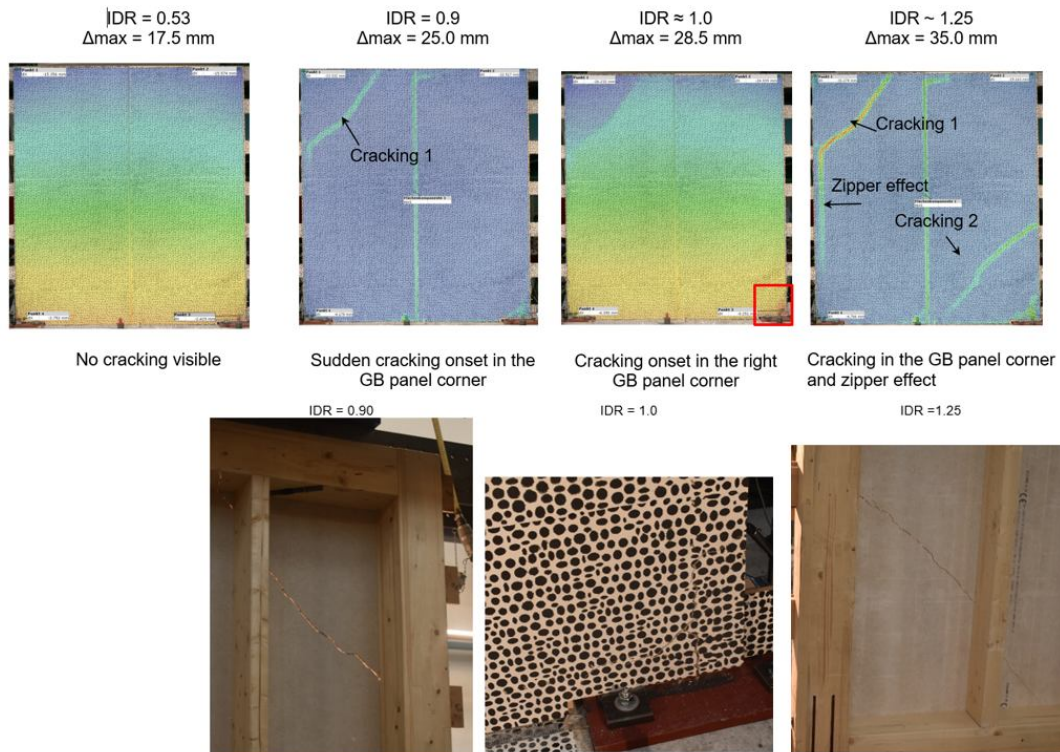 IDR = 0.53
Δmax = 17.5 mm
IDR = 0.9
Δmax = 25.0 mm
IDR ≈ 1.0
Δmax = 28.5 mm
IDR ~ 1.25
Δmax = 35.0 mm
Cracking 1
Cracking 1
Zipper effect
Cracking 2
No cracking visible
Sudden cracking onset in the
GB panel corner
Cracking onset in the right
GB panel corner
Cracking in the GB panel corner
and zipper effect
IDR = 0.90
IDR = 1.0
IDR =1.25